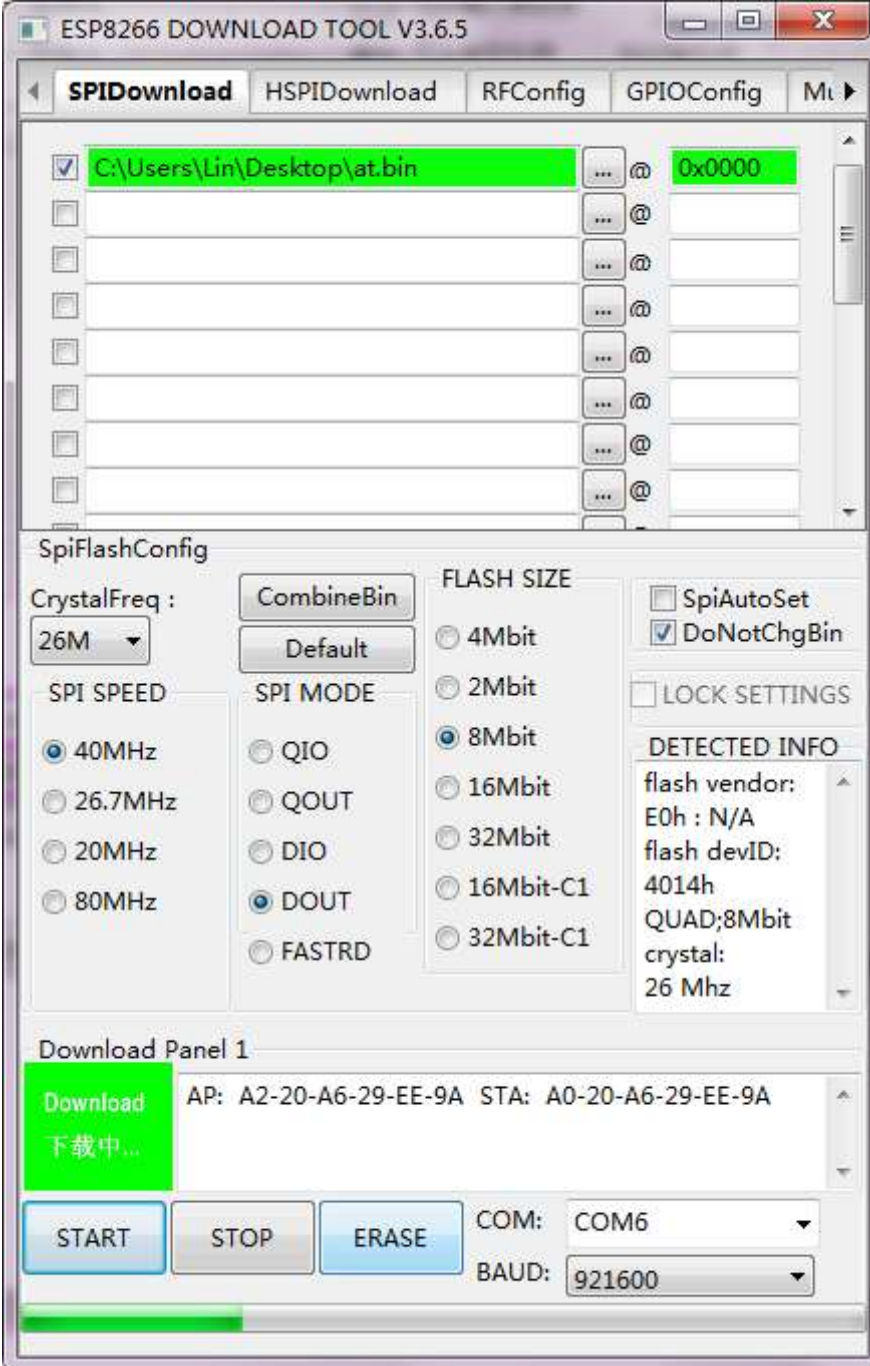 ESP8266 DOWNLOAD TOOL V3.6.5
SPIDownload HSPIDownload RFConfig GPIOConfig
C:\Users\Lin\Desktop\at.bin ... @ 0x0000
... @
... @
... @
... @
... @
... @
... @
SpiFlashConfig
CrystalFreq :
26M
CombineBin
Default
SPI SPEED
40MHz
26.7MHz
20MHz
80MHz
SPI MODE
QIO
QOUT
DIO
DOUT
FASTRD
FLASH SIZE
4Mbit
2Mbit
8Mbit
16Mbit
32Mbit
16Mbit-C1
32Mbit-C1
SpiAutoSet
DoNotChgBin
LOCK SETTINGS
DETECTED INFO
flash vendor:
E0h : N/A
flash devID:
4014h
QUAD;8Mbit
crystal:
26 Mhz
Download Panel 1
Download
下载中...
AP: A2-20-A6-29-EE-9A STA: A0-20-A6-29-EE-9A
START STOP ERASE
COM: COM6
BAUD: 921600